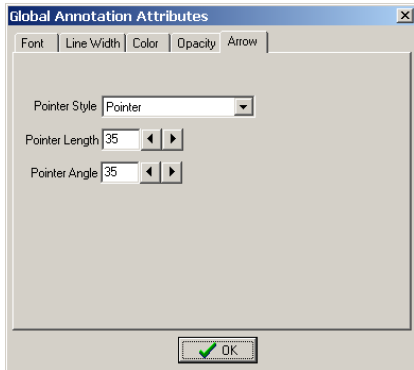 Global Annotation Attributes
Font Line Width Color Opacity Arrow
Pointer Style Pointer
Pointer Length 35
Pointer Angle 35
OK